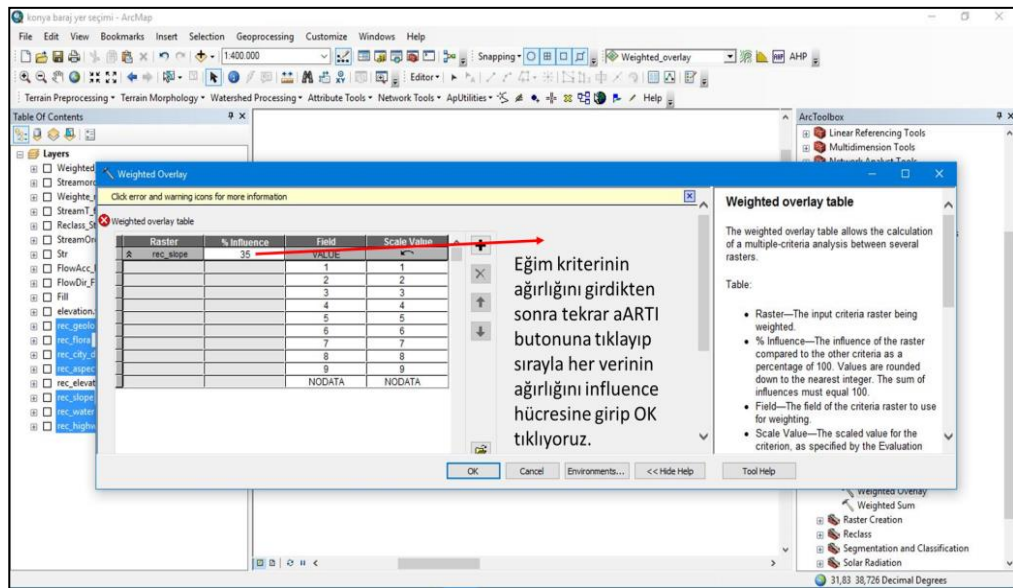 konya baraj yer seçimi - ArcMap
File Edit View Bookmarks Insert Selection Geoprocessing Customize Windows Help
1:400.000 Snapping Weighted_overlay AHP
Editor
Terrain Preprocessing Terrain Morphology Watershed Processing Attribute Tools Network Tools ApUtilities Help
Table Of Contents
Layers
Weighted
Streamorc
Weighte_r
StreamT_f
Reclass_St
StreamOr
Str
FlowAcc_
FlowDir_F
Fill
elevation.
rec_geolo
rec_flora
rec_city_d
rec_aspec
rec_elevat
rec_slope
rec_water
rec_highw
ArcToolbox
Linear Referencing Tools
Multidimension Tools
Network Analyst Tools
Weighted Overlay
Click error and warning icons for more information
Weighted overlay table
Raster % Influence Field Scale Value
rec_slope 35 VALUE
1 1
2 2
3 3
4 4
5 5
6 6
7 7
8 8
9 9
NODATA NODATA
Eğim kriterinin
ağırlığını girdikten
sonra tekrar aARTI
butonuna tıklayıp
sırayla her verinin
ağırlığını influence
hücresine girip OK
tıklıyoruz.
Weighted overlay table
The weighted overlay table allows the calculation
of a multiple-criteria analysis between several
rasters.
Table:
• Raster—The input criteria raster being
weighted.
• % Influence—The influence of the raster
compared to the other criteria as a
percentage of 100. Values are rounded
down to the nearest integer. The sum of
influences must equal 100.
• Field—The field of the criteria raster to use
for weighting.
• Scale Value—The scaled value for the
criterion, as specified by the Evaluation
OK Cancel Environments... << Hide Help Tool Help
Weighted Overlay
Weighted Sum
Raster Creation
Reclass
Segmentation and Classification
Solar Radiation
31,83 38,726 Decimal Degrees